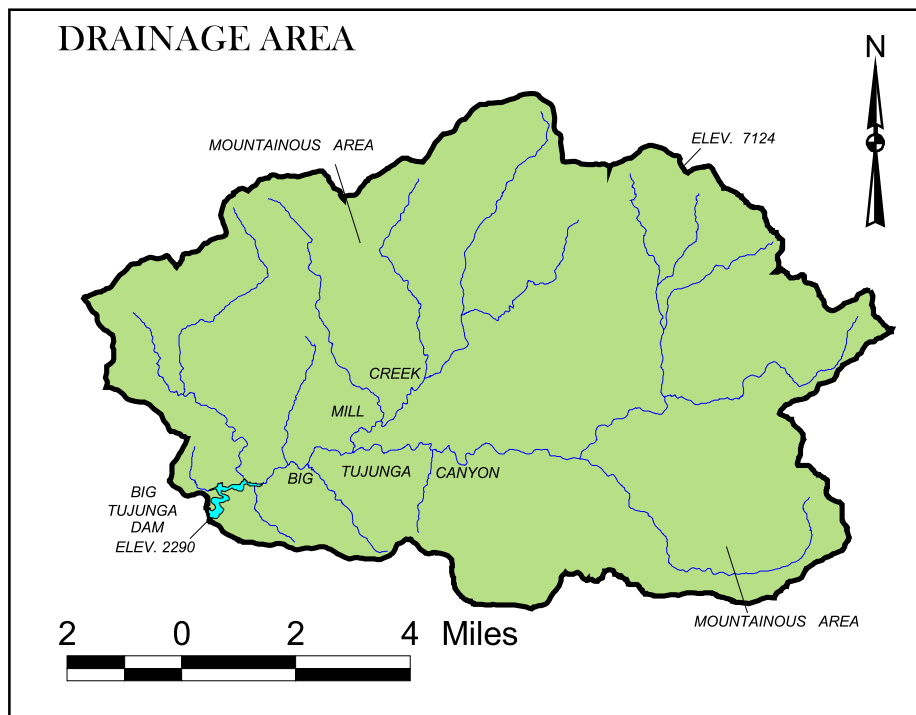 DRAINAGE AREA
N
MOUNTAINOUS AREA
ELEV. 7124
CREEK
MILL
BIG
TUJUNGA
CANYON
BIG
TUJUNGA
DAM
ELEV. 2290
MOUNTAINOUS AREA
2 0 2 4 Miles